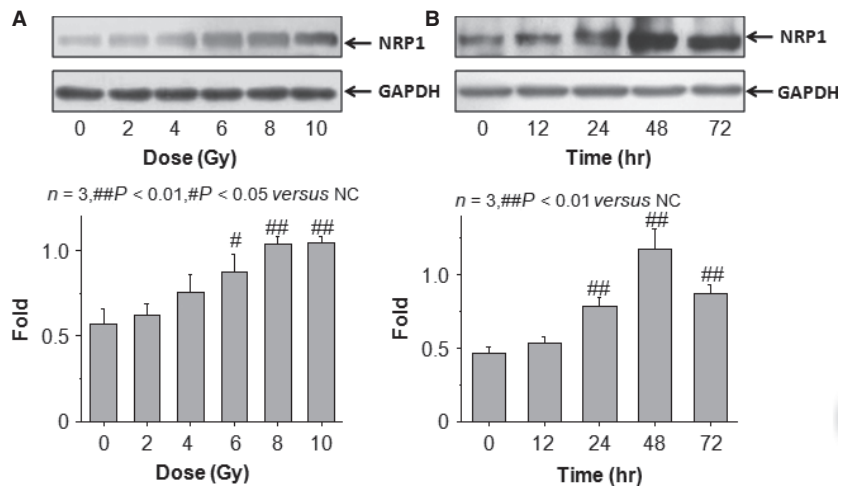 A
NRP1
GAPDH
0 2 4 6 8 10
Dose (Gy)
n = 3,##P < 0.01,#P < 0.05 versus NC
# ## ##
1.0
0.5
0
Fold
0 2 4 6 8 10
Dose (Gy)
B
NRP1
GAPDH
0 12 24 48 72
Time (hr)
n = 3,##P < 0.01 versus NC
## ## ##
1.0
0.5
0
Fold
0 12 24 48 72
Time (hr)